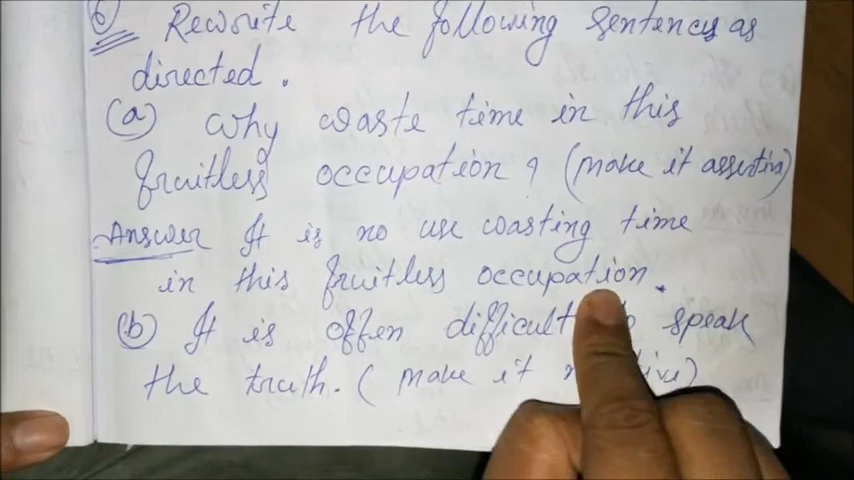 6) Rewrite the following sentences as
directed.
(a) Why waste time in this
fruitless occupation ? (make it assertive)
Answer It is no use wasting time
in this fruitless occupation.
(b) It is often difficult speak
the truth. (make it